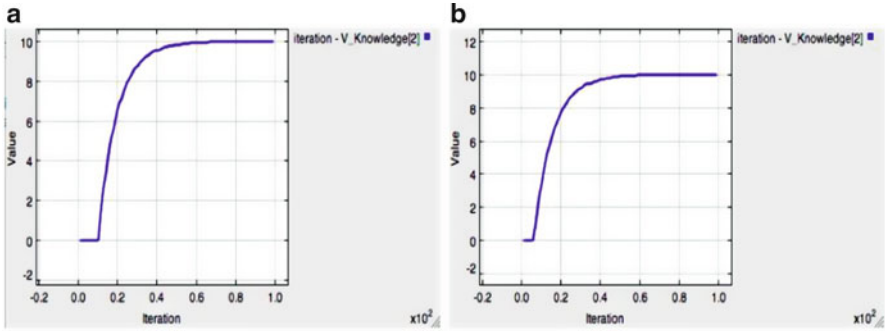 a
iteration - V_Knowledge[2]
10
8
6
4
2
0
-2
Value
-0.2 0.0 0.2 0.4 0.6 0.8 1.0
Iteration
x10²
b
iteration - V_Knowledge[2]
12
10
8
6
4
2
0
-2
Value
-0.2 0.0 0.2 0.4 0.6 0.8 1.0
Iteration
x10²